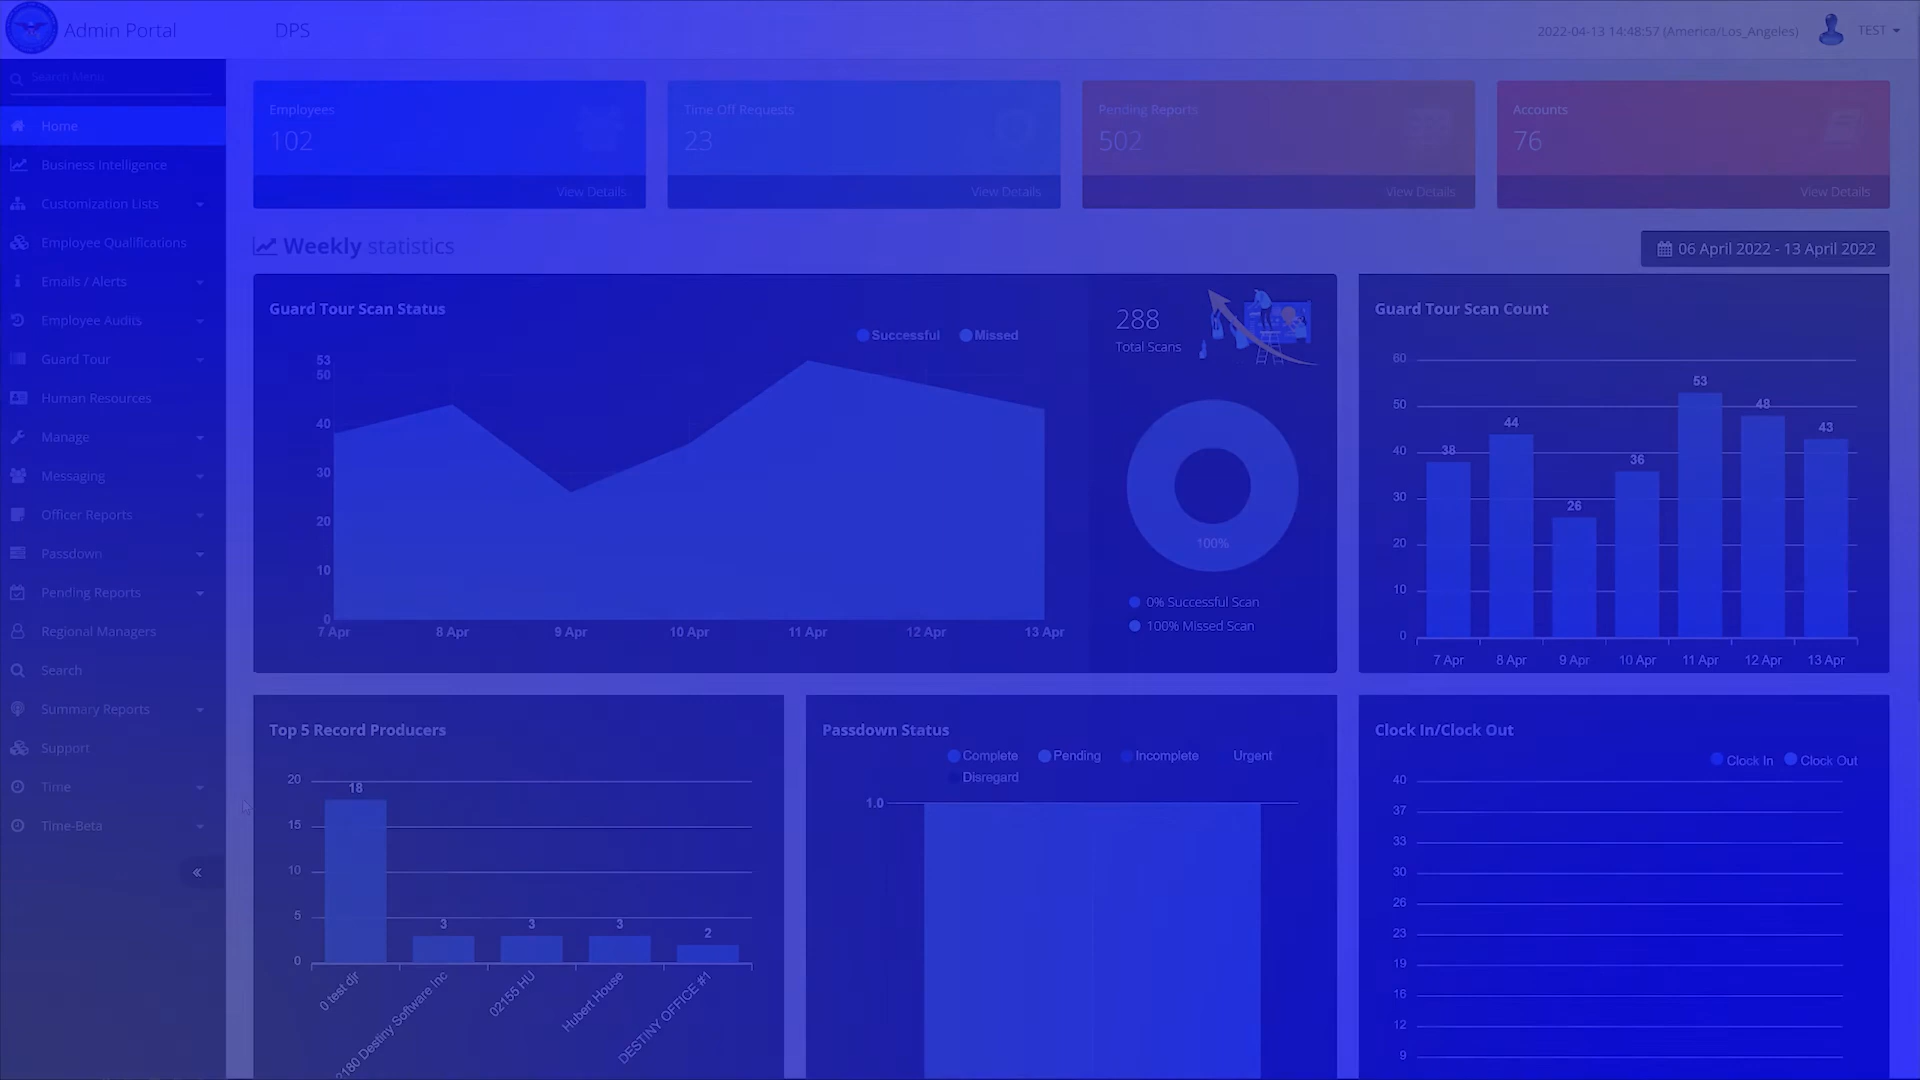 Admin Portal
DPS
2022-04-13 14:48:57 (America/Los_Angeles)
TEST
Search Menu
Home
Business Intelligence
Customization Lists
Employee Qualifications
Emails / Alerts
Employee Audits
Guard Tour
Human Resources
Manage
Messaging
Officer Reports
Passdown
Pending Reports
Regional Managers
Search
Summary Reports
Support
Time
Time-Beta
«
Employees
102
View Details
Time Off Requests
23
View Details
Pending Reports
502
View Details
Accounts
76
View Details
Weekly statistics
06 April 2022 - 13 April 2022
Guard Tour Scan Status
Successful Missed
53
50
40
30
20
10
0
7 Apr 8 Apr 9 Apr 10 Apr 11 Apr 12 Apr 13 Apr
288
Total Scans
100%
0% Successful Scan
100% Missed Scan
Guard Tour Scan Count
60
50
40
30
20
10
0
38 44 26 36 53 48 43
7 Apr 8 Apr 9 Apr 10 Apr 11 Apr 12 Apr 13 Apr
Top 5 Record Producers
20
15
10
5
0
18 3 3 3 2
0 test djr
2180 Destiny Software Inc
02155 HU
Hubert House
DESTINY OFFICE #1
Passdown Status
Complete Pending Incomplete Urgent
Disregard
1.0
Clock In/Clock Out
Clock In Clock Out
40
37
33
30
26
23
19
16
12
9